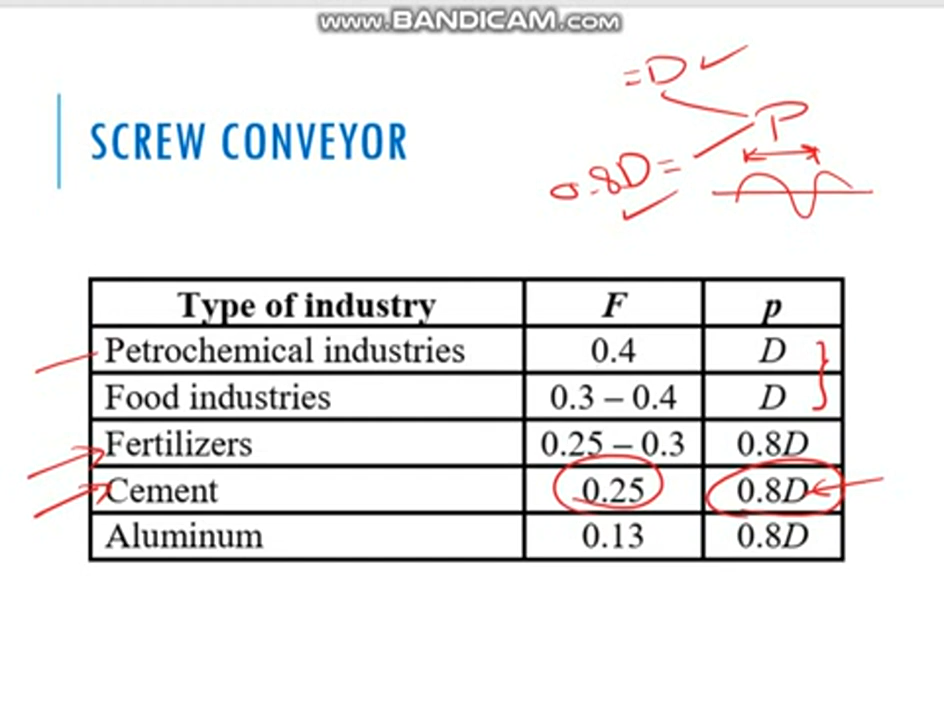 www.BANDICAM.com
= D ✓
P
0.8D =
SCREW CONVEYOR
Type of industry F p
Petrochemical industries 0.4 D
Food industries 0.3 – 0.4 D
Fertilizers 0.25 – 0.3 0.8D
Cement 0.25 0.8D
Aluminum 0.13 0.8D